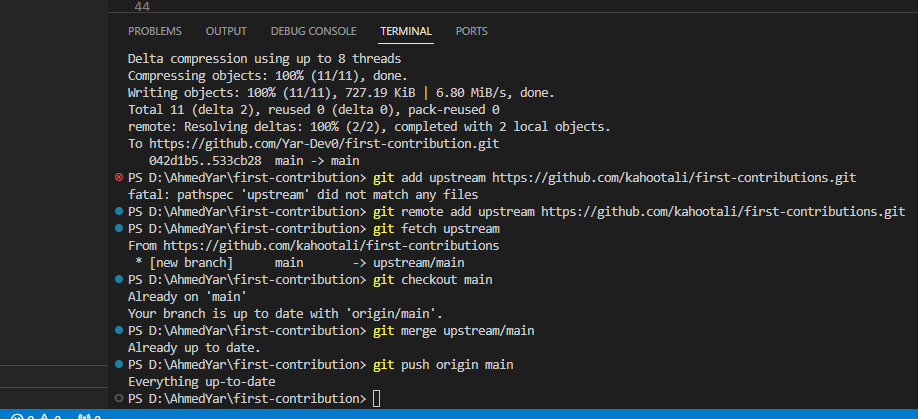 44
PROBLEMS OUTPUT DEBUG CONSOLE TERMINAL PORTS
Delta compression using up to 8 threads
Compressing objects: 100% (11/11), done.
Writing objects: 100% (11/11), 727.19 KiB | 6.80 MiB/s, done.
Total 11 (delta 2), reused 0 (delta 0), pack-reused 0
remote: Resolving deltas: 100% (2/2), completed with 2 local objects.
To https://github.com/Yar-Dev0/first-contribution.git
   042d1b5..533cb28  main -> main
PS D:\AhmedYar\first-contribution> git add upstream https://github.com/kahootali/first-contributions.git
fatal: pathspec 'upstream' did not match any files
PS D:\AhmedYar\first-contribution> git remote add upstream https://github.com/kahootali/first-contributions.git
PS D:\AhmedYar\first-contribution> git fetch upstream
From https://github.com/kahootali/first-contributions
 * [new branch]      main       -> upstream/main
PS D:\AhmedYar\first-contribution> git checkout main
Already on 'main'
Your branch is up to date with 'origin/main'.
PS D:\AhmedYar\first-contribution> git merge upstream/main
Already up to date.
PS D:\AhmedYar\first-contribution> git push origin main
Everything up-to-date
PS D:\AhmedYar\first-contribution>